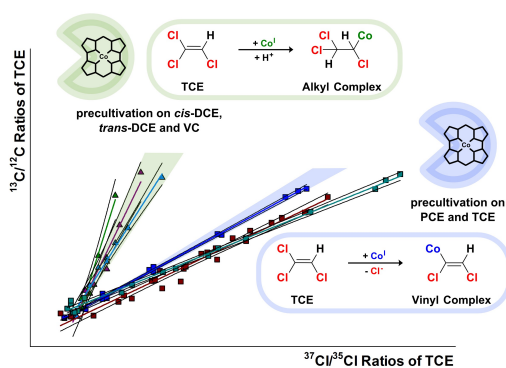 Co
precultivation on cis-DCE,
trans-DCE and VC
Cl
H
Cl
Cl
TCE
+ Coᴵ
+ H⁺
Cl
H
Co
Cl
H
Cl
Alkyl Complex
¹³C/¹²C Ratios of TCE
Co
precultivation on
PCE and TCE
Cl
H
Cl
Cl
TCE
+ Coᴵ
- Cl⁻
Co
H
Cl
Cl
Vinyl Complex
³⁷Cl/³⁵Cl Ratios of TCE